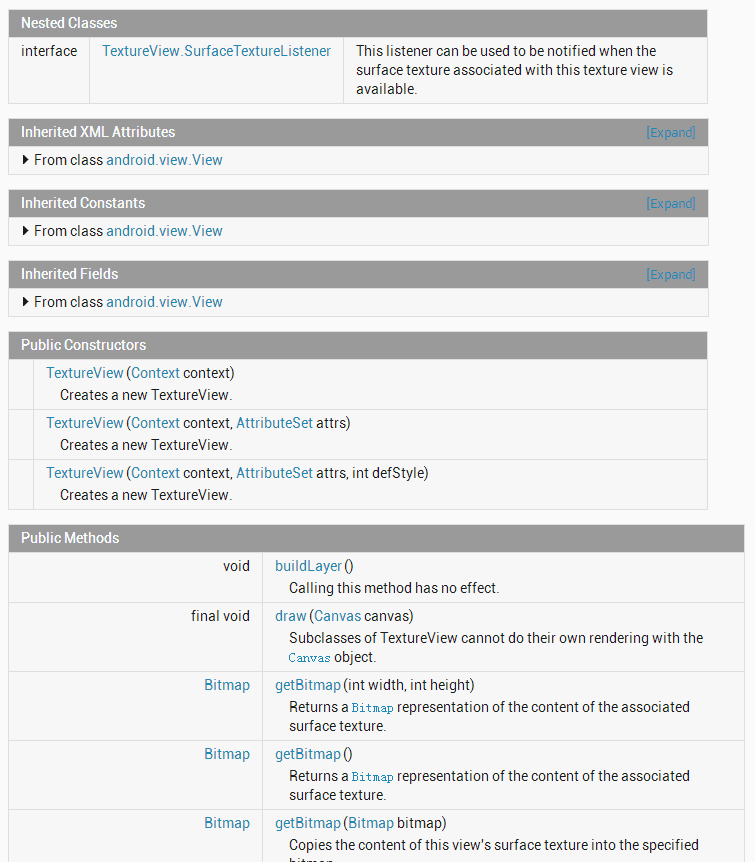 Nested Classes
interface TextureView.SurfaceTextureListener This listener can be used to be notified when the
surface texture associated with this texture view is
available.
Inherited XML Attributes [Expand]
From class android.view.View
Inherited Constants [Expand]
From class android.view.View
Inherited Fields [Expand]
From class android.view.View
Public Constructors
TextureView (Context context)
Creates a new TextureView.
TextureView (Context context, AttributeSet attrs)
Creates a new TextureView.
TextureView (Context context, AttributeSet attrs, int defStyle)
Creates a new TextureView.
Public Methods
void buildLayer ()
Calling this method has no effect.
final void draw (Canvas canvas)
Subclasses of TextureView cannot do their own rendering with the
Canvas object.
Bitmap getBitmap (int width, int height)
Returns a Bitmap representation of the content of the associated
surface texture.
Bitmap getBitmap ()
Returns a Bitmap representation of the content of the associated
surface texture.
Bitmap getBitmap (Bitmap bitmap)
Copies the content of this view's surface texture into the specified
bitmap.